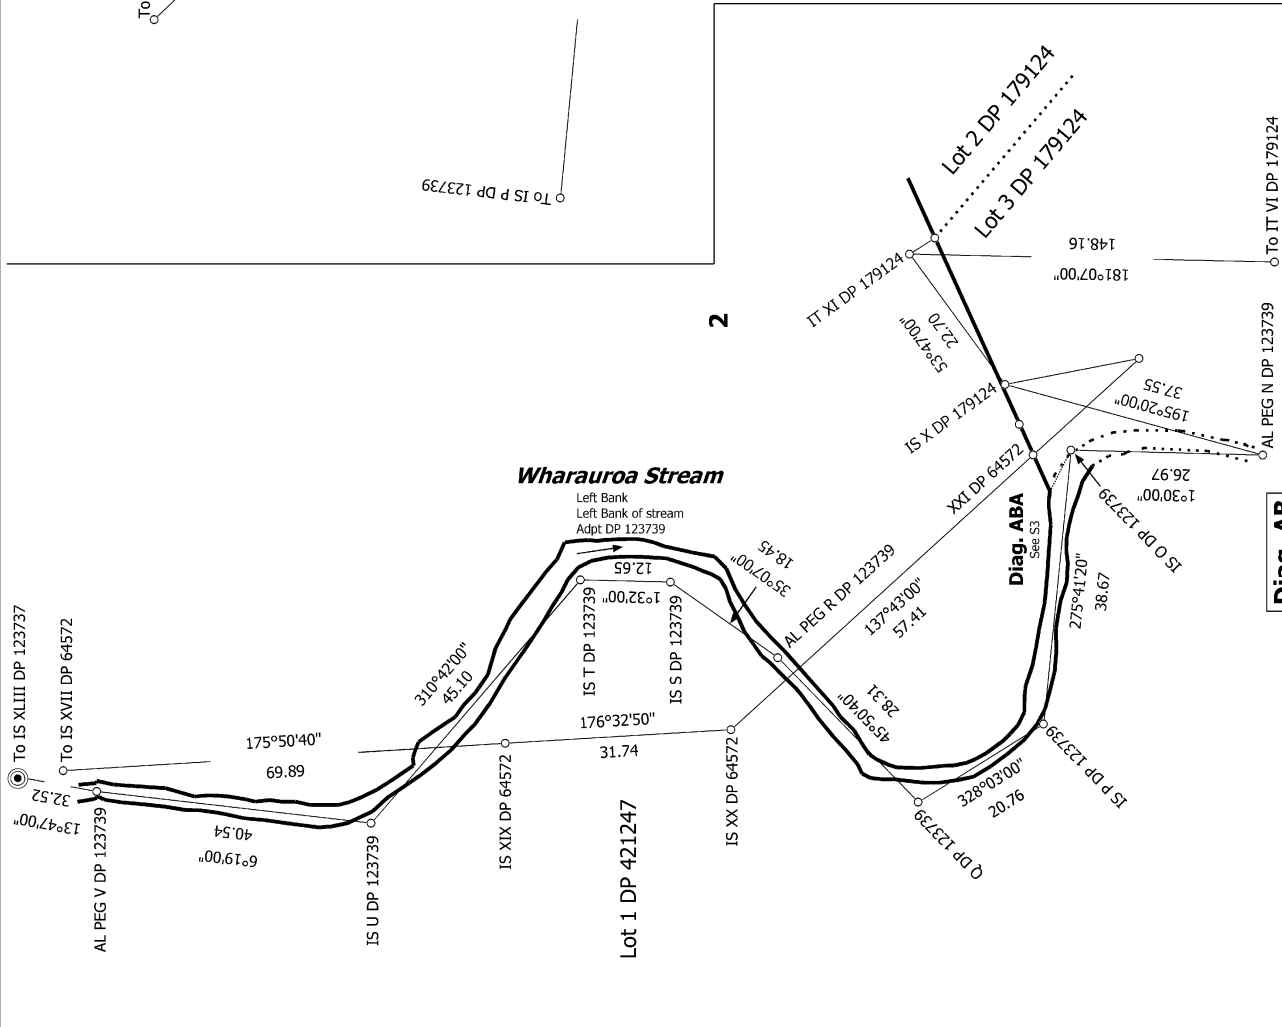 To
To IS P DP 123739
Lot 2 DP 179124
Lot 3 DP 179124
To IT VI DP 179124
148.16
181°07'00"
IT XI DP 179124
2
53°47'00"
22.70
IS X DP 179124
37.55
195°20'00"
AL PEG N DP 123739
XXI DP 64572
26.97
1°30'00"
IS O DP 123739
Wharauroa Stream
Left Bank
Left Bank of stream
Adpt DP 123739
Diag. ABA
See S3
Diag. AB
12.65
1°32'00"
18.45
35°07'00"
AL PEG R DP 123739
137°43'00"
57.41
275°41'20"
38.67
To IS XLIII DP 123737
To IS XVII DP 64572
310°42'00"
45.10
IS T DP 123739
IS S DP 123739
28.31
45°50'40"
175°50'40"
69.89
176°32'50"
31.74
32.52
13°47'00"
AL PEG V DP 123739
40.54
6°19'00"
IS U DP 123739
IS XIX DP 64572
Lot 1 DP 421247
IS XX DP 64572
Q DP 123739
328°03'00"
20.76
IS P DP 123739